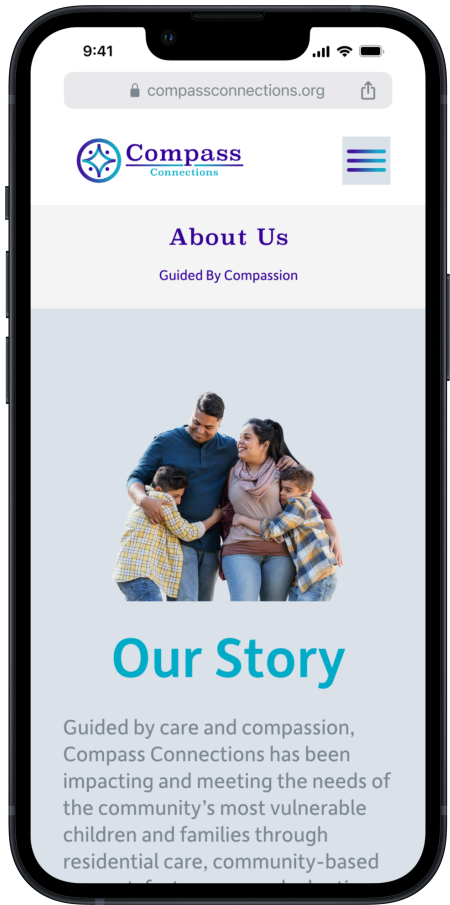 9:41
compassconnections.org
Compass
Connections
About Us
Guided By Compassion
Our Story
Guided by care and compassion,
Compass Connections has been
impacting and meeting the needs of
the community’s most vulnerable
children and families through
residential care, community-based